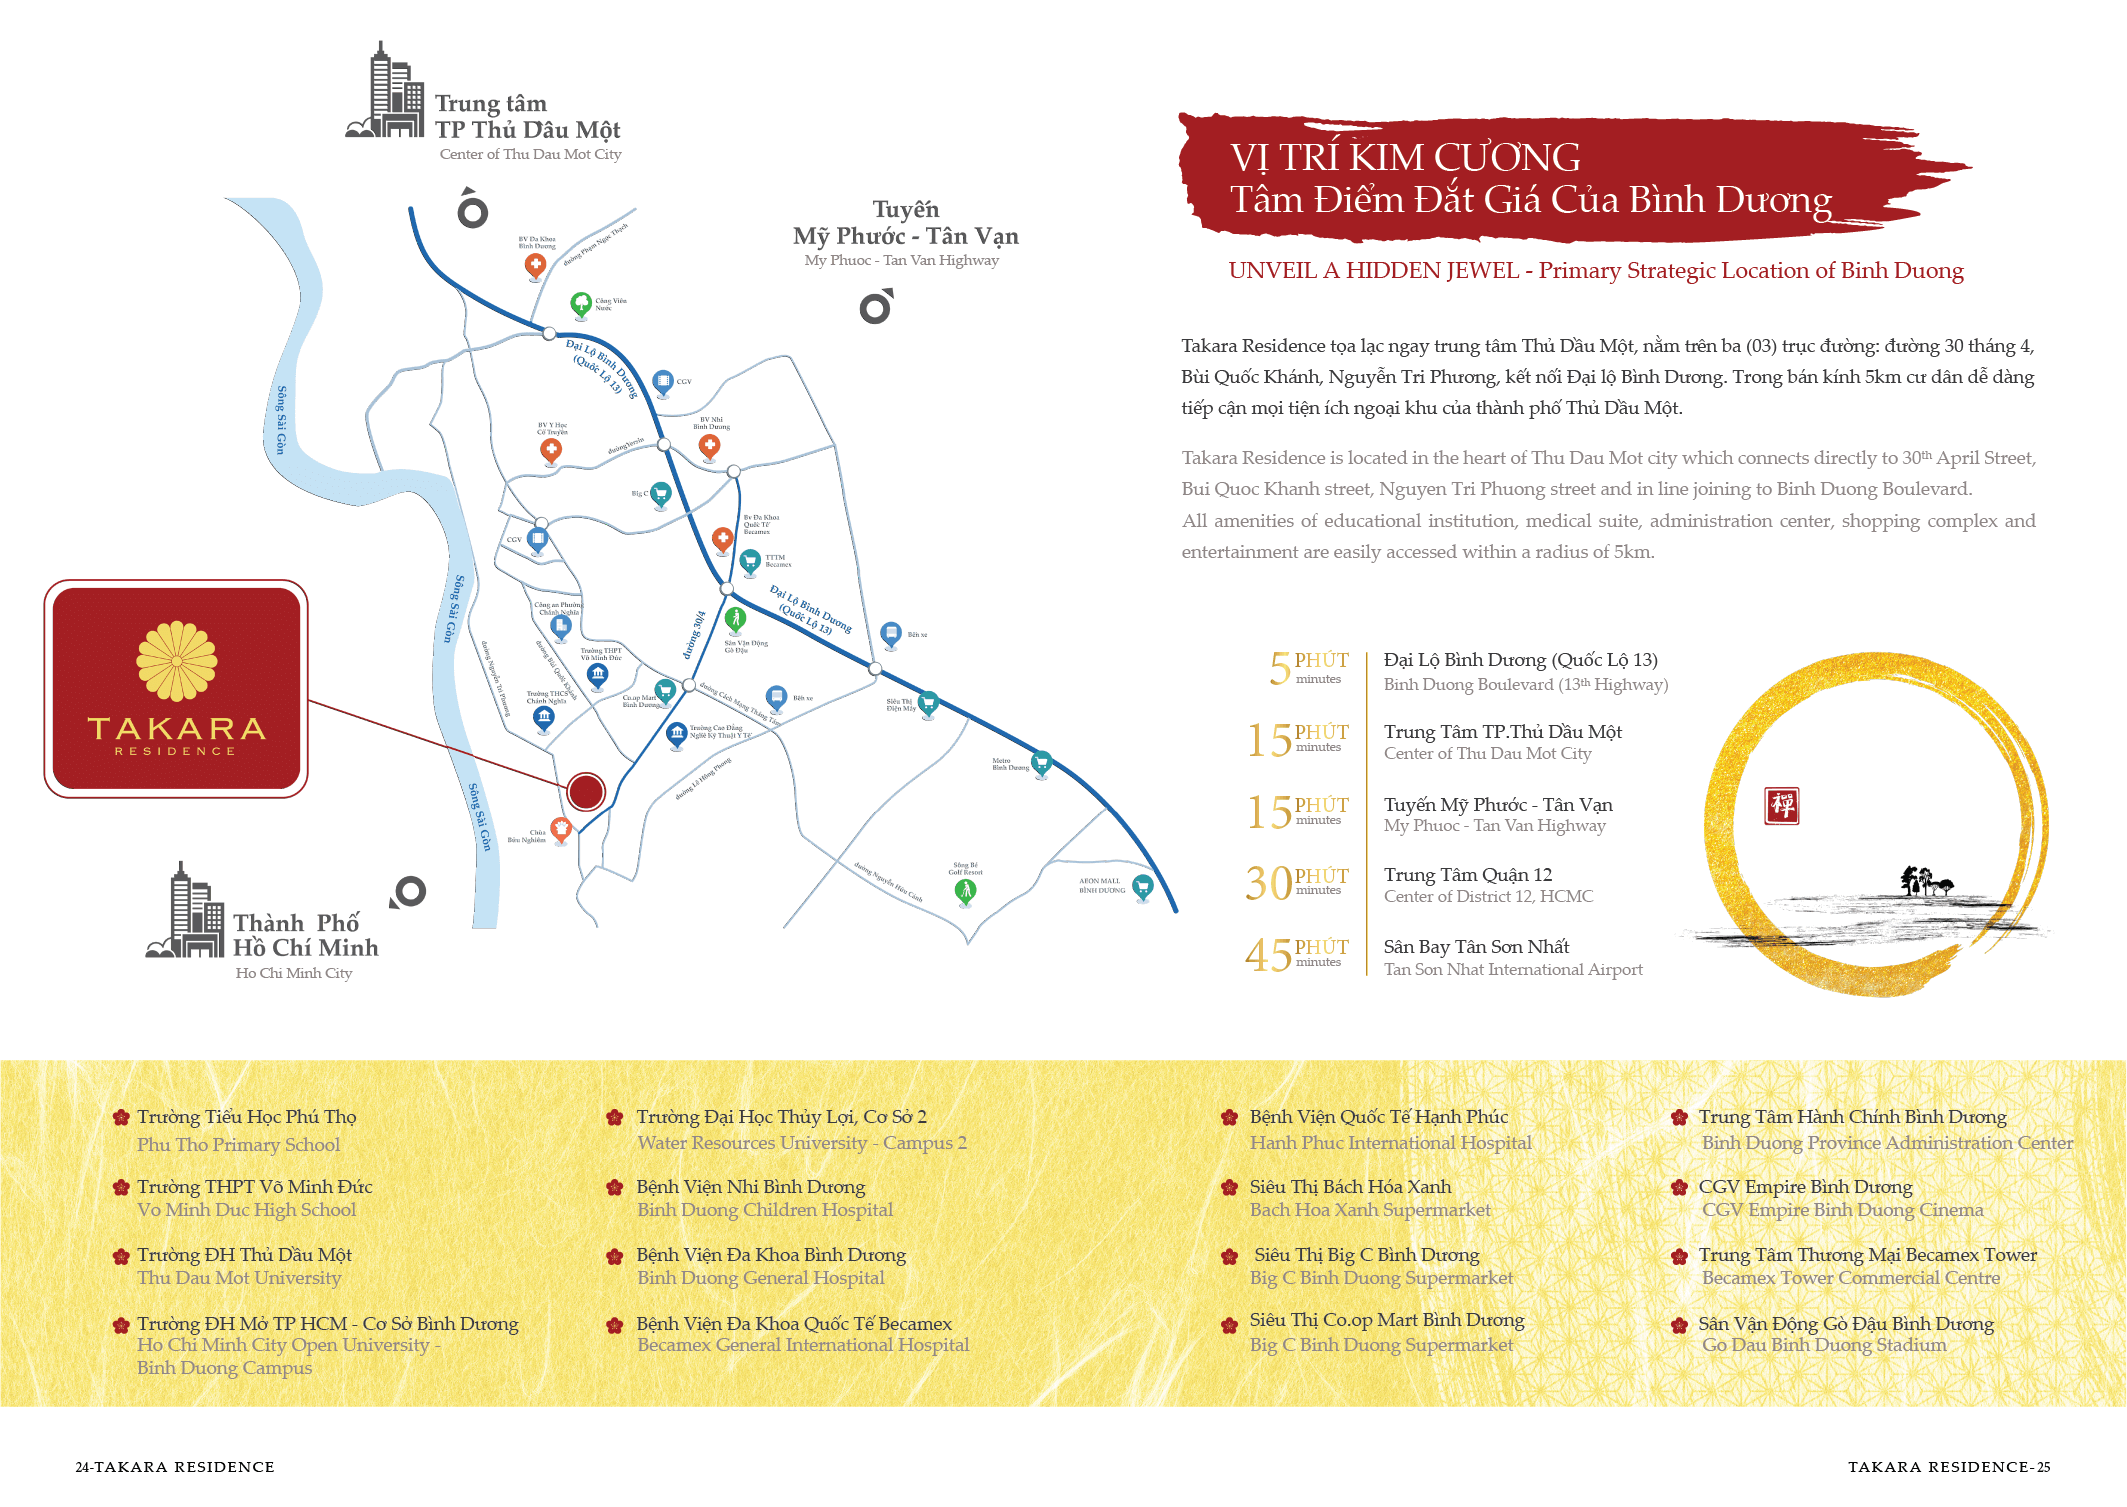 Trung tâm
TP Thủ Dầu Một
Center of Thu Dau Mot City
Tuyến
Mỹ Phước - Tân Vạn
My Phuoc - Tan Van Highway
BV Đa Khoa
Bình Dương
đường Phạm Ngọc Thạch
Công Viên
Nước
Đại Lộ Bình Dương
(Quốc Lộ 13)
CGV
Sông Sài Gòn
BV Y Học
Cổ Truyền
đường Yersin
BV Nhi
Bình Dương
Big C
Bv Đa Khoa
Quốc Tế
Becamex
CGV
TTTM
Becamex
Sông Sài Gòn
Công an Phường
Chánh Nghĩa
đường 30/4
Đại Lộ Bình Dương
(Quốc Lộ 13)
Sân Vận Động
Gò Đậu
Bến xe
đường Nguyễn Tri Phương
đường Bùi Quốc Khánh
Trường THPT
Võ Minh Đức
Trường THCS
Chánh Nghĩa
Co.op Mart
Bình Dương
đường Cách Mạng Tháng Tám
Bến xe
Siêu Thị
Điện Máy
Trường Cao Đẳng
Nghề Kỹ Thuật Y Tế
TAKARA
RESIDENCE
Metro
Bình Dương
đường Lê Hồng Phong
Sông Sài Gòn
Chùa
Bửu Nghiêm
đường Nguyễn Hữu Cảnh
Sông Bé
Golf Resort
AEON MALL
BÌNH DƯƠNG
Thành Phố
Hồ Chí Minh
Ho Chi Minh City
VỊ TRÍ KIM CƯƠNG
Tâm Điểm Đắt Giá Của Bình Dương
UNVEIL A HIDDEN JEWEL - Primary Strategic Location of Binh Duong
Takara Residence tọa lạc ngay trung tâm Thủ Dầu Một, nằm trên ba (03) trục đường: đường 30 tháng 4,
Bùi Quốc Khánh, Nguyễn Tri Phương, kết nối Đại lộ Bình Dương. Trong bán kính 5km cư dân dễ dàng
tiếp cận mọi tiện ích ngoại khu của thành phố Thủ Dầu Một.
Takara Residence is located in the heart of Thu Dau Mot city which connects directly to 30th April Street,
Bui Quoc Khanh street, Nguyen Tri Phuong street and in line joining to Binh Duong Boulevard.
All amenities of educational institution, medical suite, administration center, shopping complex and
entertainment are easily accessed within a radius of 5km.
5 PHÚT minutes
Đại Lộ Bình Dương (Quốc Lộ 13)
Binh Duong Boulevard (13th Highway)
15 PHÚT minutes
Trung Tâm TP.Thủ Dầu Một
Center of Thu Dau Mot City
15 PHÚT minutes
Tuyến Mỹ Phước - Tân Vạn
My Phuoc - Tan Van Highway
30 PHÚT minutes
Trung Tâm Quận 12
Center of District 12, HCMC
45 PHÚT minutes
Sân Bay Tân Sơn Nhất
Tan Son Nhat International Airport
禅
Trường Tiểu Học Phú Thọ
Phu Tho Primary School
Trường THPT Võ Minh Đức
Vo Minh Duc High School
Trường ĐH Thủ Dầu Một
Thu Dau Mot University
Trường ĐH Mở TP HCM - Cơ Sở Bình Dương
Ho Chi Minh City Open University -
Binh Duong Campus
Trường Đại Học Thủy Lợi, Cơ Sở 2
Water Resources University - Campus 2
Bệnh Viện Nhi Bình Dương
Binh Duong Children Hospital
Bệnh Viện Đa Khoa Bình Dương
Binh Duong General Hospital
Bệnh Viện Đa Khoa Quốc Tế Becamex
Becamex General International Hospital
Bệnh Viện Quốc Tế Hạnh Phúc
Hanh Phuc International Hospital
Siêu Thị Bách Hóa Xanh
Bach Hoa Xanh Supermarket
Siêu Thị Big C Bình Dương
Big C Binh Duong Supermarket
Siêu Thị Co.op Mart Bình Dương
Big C Binh Duong Supermarket
Trung Tâm Hành Chính Bình Dương
Binh Duong Province Administration Center
CGV Empire Bình Dương
CGV Empire Binh Duong Cinema
Trung Tâm Thương Mại Becamex Tower
Becamex Tower Commercial Centre
Sân Vận Động Gò Đậu Bình Dương
Go Dau Binh Duong Stadium
24-TAKARA RESIDENCE
TAKARA RESIDENCE-25